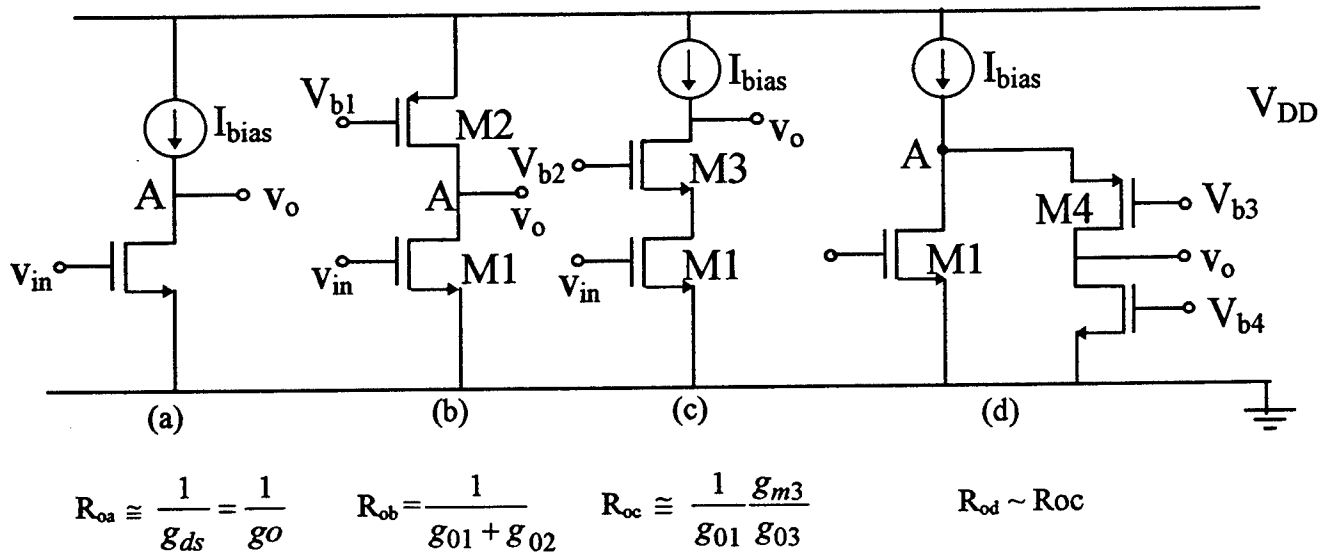 I_bias
V_b1
M2
I_bias
I_bias
V_DD
A
v_o
v_in
A
v_o
v_in
M1
V_b2
M3
v_o
v_in
M1
A
M1
M4
V_b3
v_o
V_b4
(a)
(b)
(c)
(d)
R_oa ≅ 1/g_ds = 1/go
R_ob = 1/(g_01 + g_02)
R_oc ≅ 1/g_01 g_m3/g_03
R_od ~ Roc